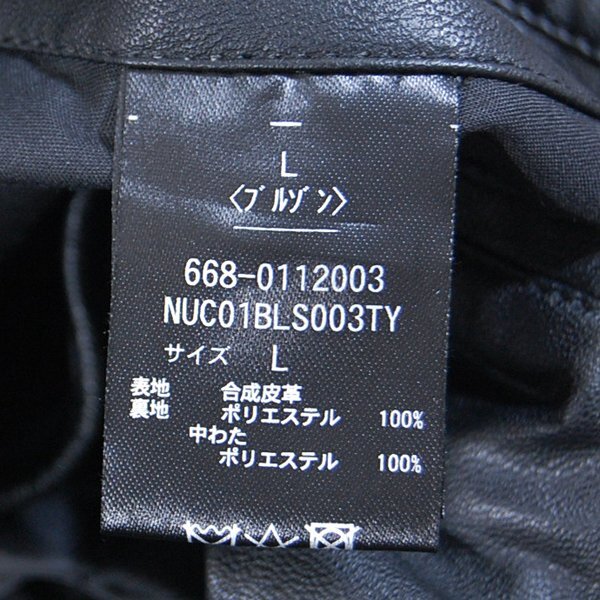 L
〈ブルゾン〉
668-0112003
NUC01BLS003TY
サイズ L
表地 合成皮革
裏地 ポリエステル 100%
中わた
ポリエステル 100%